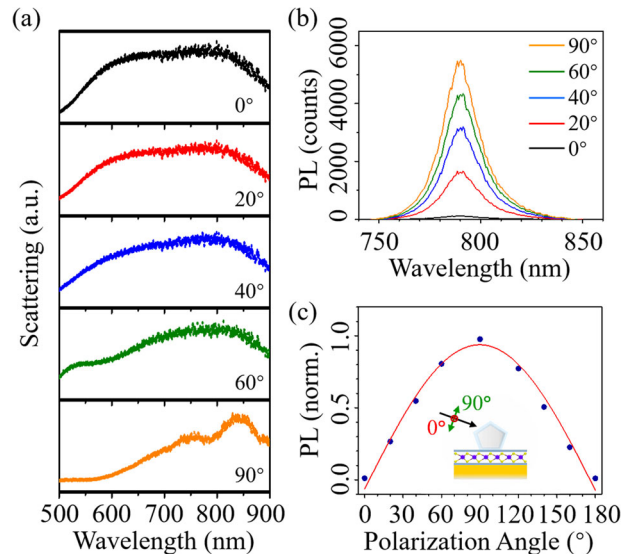 (a)
Scattering (a.u.)
0°
20°
40°
60°
90°
500 600 700 800 900
Wavelength (nm)
(b)
PL (counts)
6000
4000
2000
0
90°
60°
40°
20°
0°
750 800 850
Wavelength (nm)
(c)
PL (norm.)
1.0
0.5
0.0
90°
0°
0 30 60 90 120 150 180
Polarization Angle (°)